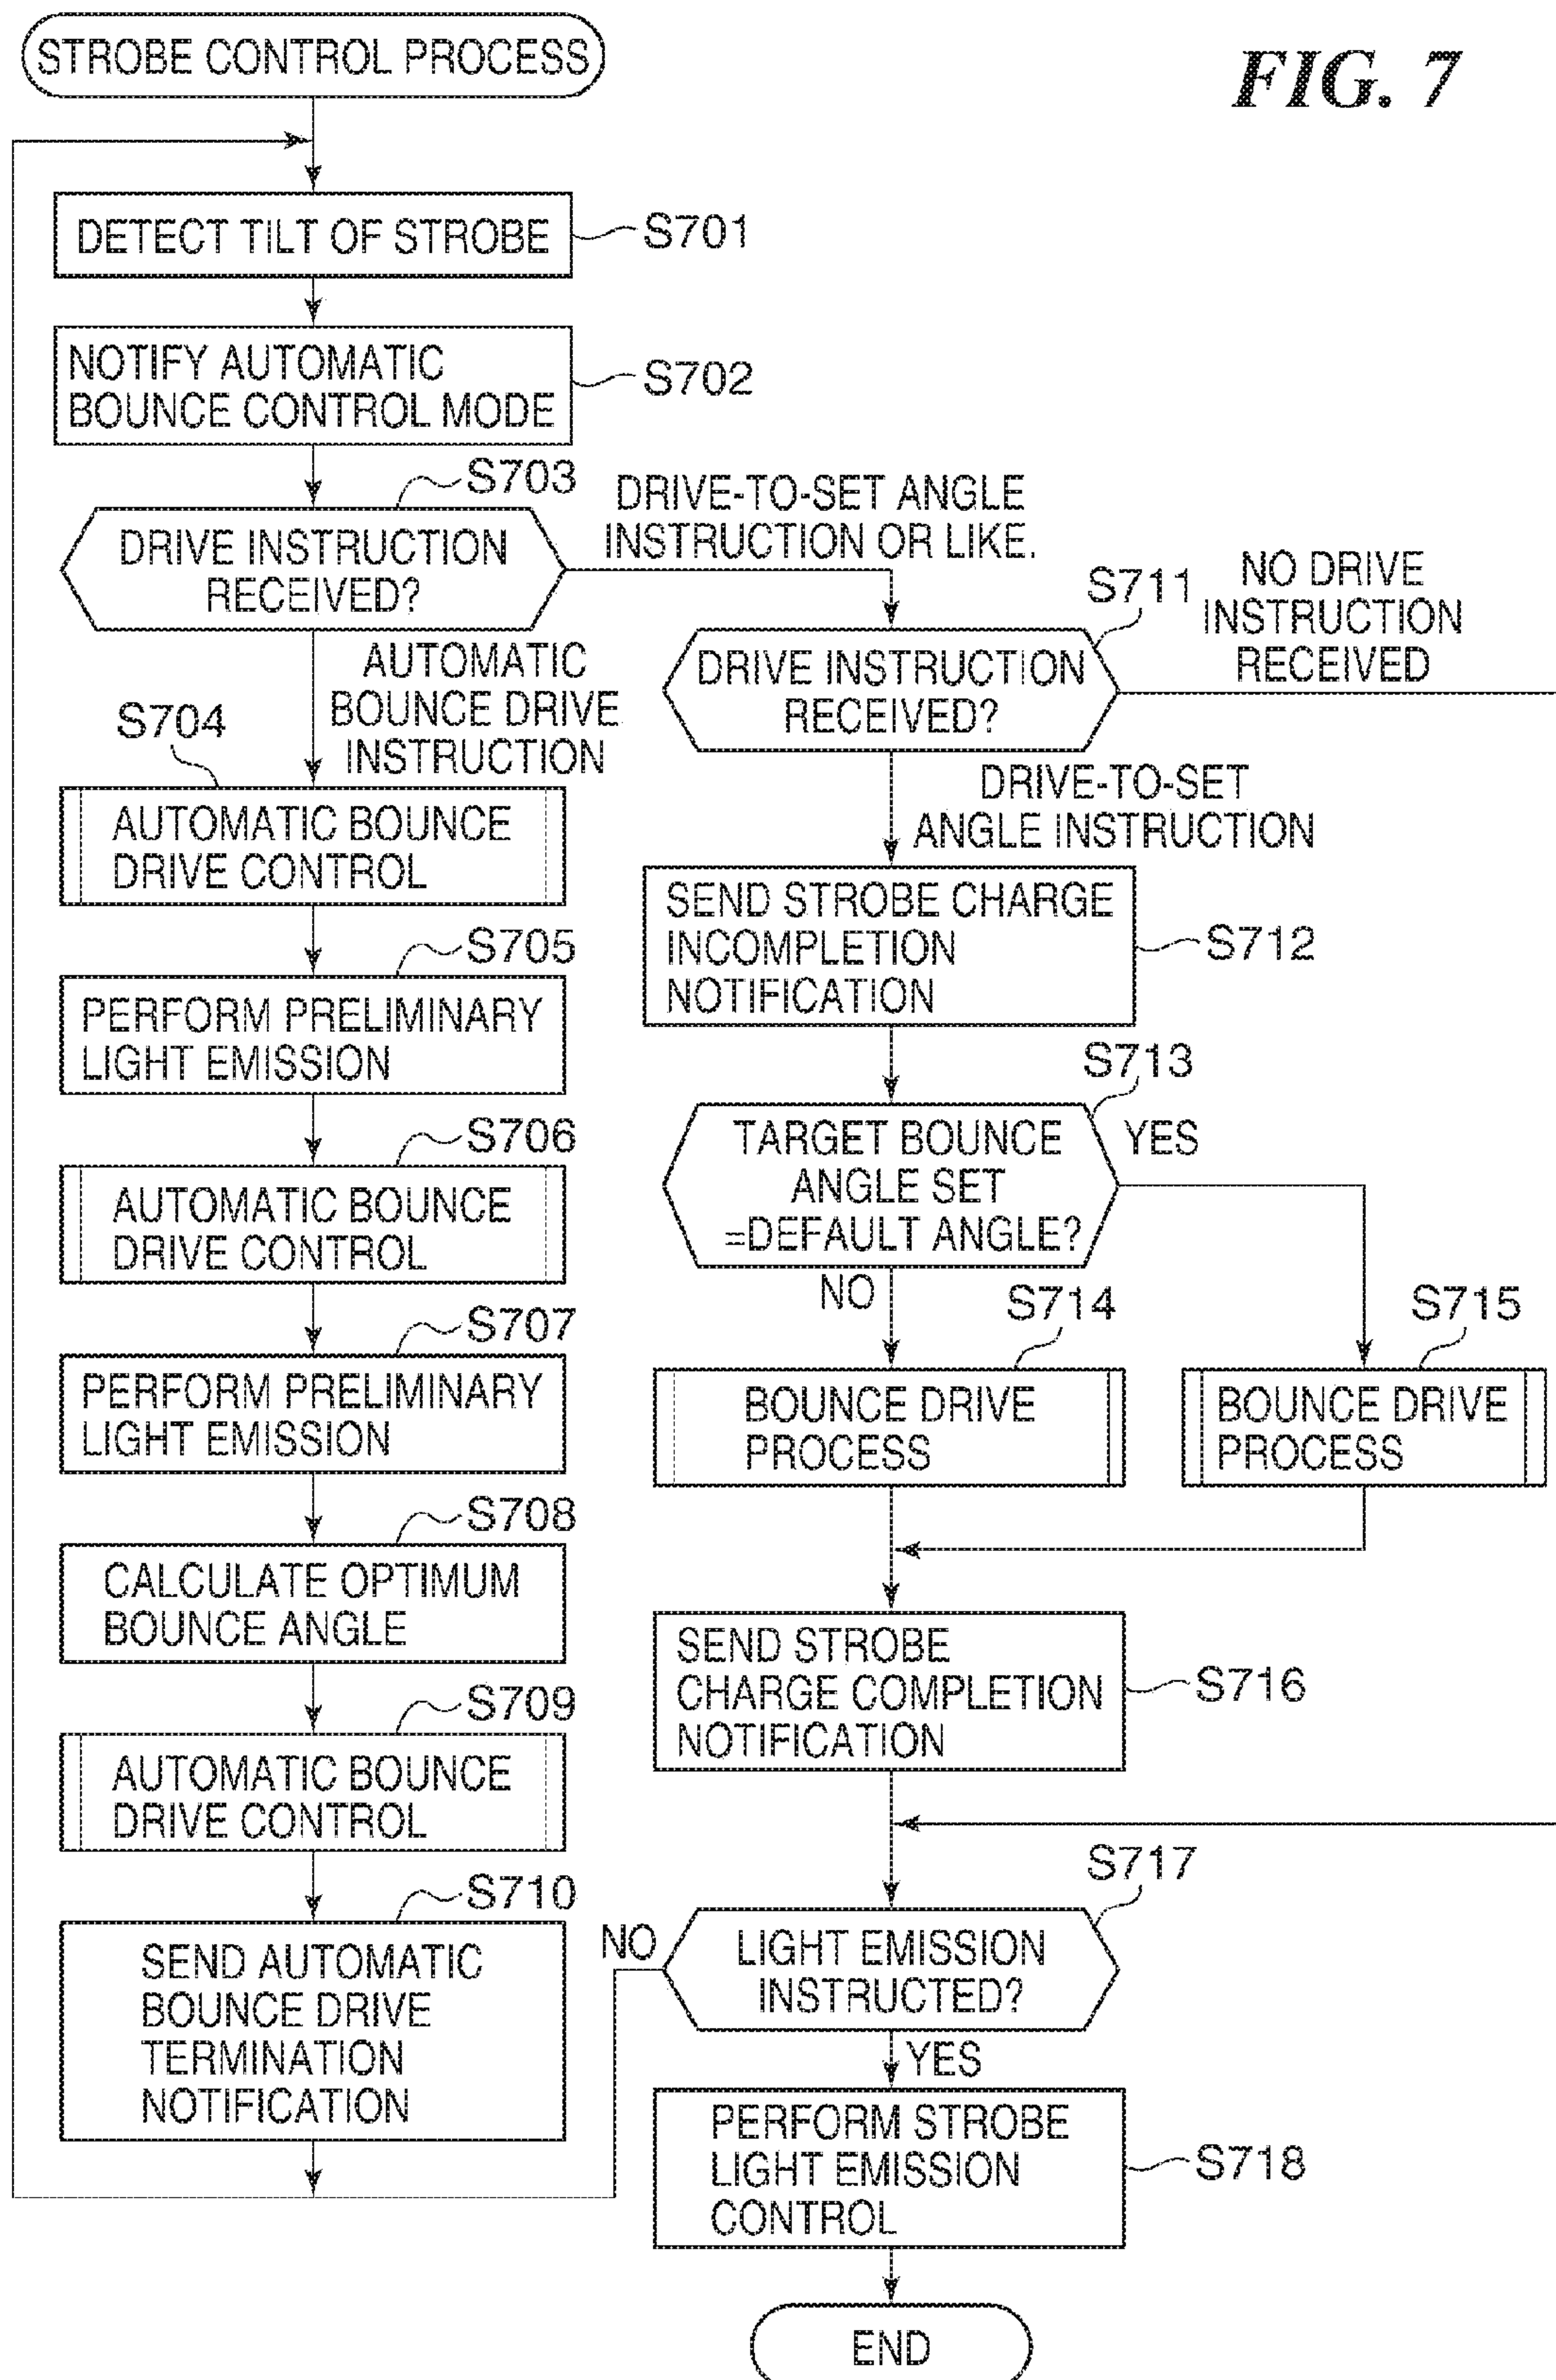 FIG. 7
STROBE CONTROL PROCESS
DETECT TILT OF STROBE
S701
NOTIFY AUTOMATIC
BOUNCE CONTROL MODE
S702
S703
DRIVE INSTRUCTION
RECEIVED?
DRIVE-TO-SET ANGLE
INSTRUCTION OR LIKE.
AUTOMATIC
BOUNCE DRIVE
INSTRUCTION
S704
AUTOMATIC BOUNCE
DRIVE CONTROL
S705
PERFORM PRELIMINARY
LIGHT EMISSION
S706
AUTOMATIC BOUNCE
DRIVE CONTROL
S707
PERFORM PRELIMINARY
LIGHT EMISSION
S708
CALCULATE OPTIMUM
BOUNCE ANGLE
S709
AUTOMATIC BOUNCE
DRIVE CONTROL
S710
SEND AUTOMATIC
BOUNCE DRIVE
TERMINATION
NOTIFICATION
S711
DRIVE INSTRUCTION
RECEIVED?
NO DRIVE
INSTRUCTION
RECEIVED
DRIVE-TO-SET
ANGLE INSTRUCTION
SEND STROBE CHARGE
INCOMPLETION
NOTIFICATION
S712
S713
TARGET BOUNCE
ANGLE SET
=DEFAULT ANGLE?
YES
NO
S714
BOUNCE DRIVE
PROCESS
S715
BOUNCE DRIVE
PROCESS
SEND STROBE
CHARGE COMPLETION
NOTIFICATION
S716
S717
LIGHT EMISSION
INSTRUCTED?
NO
YES
PERFORM STROBE
LIGHT EMISSION
CONTROL
S718
END